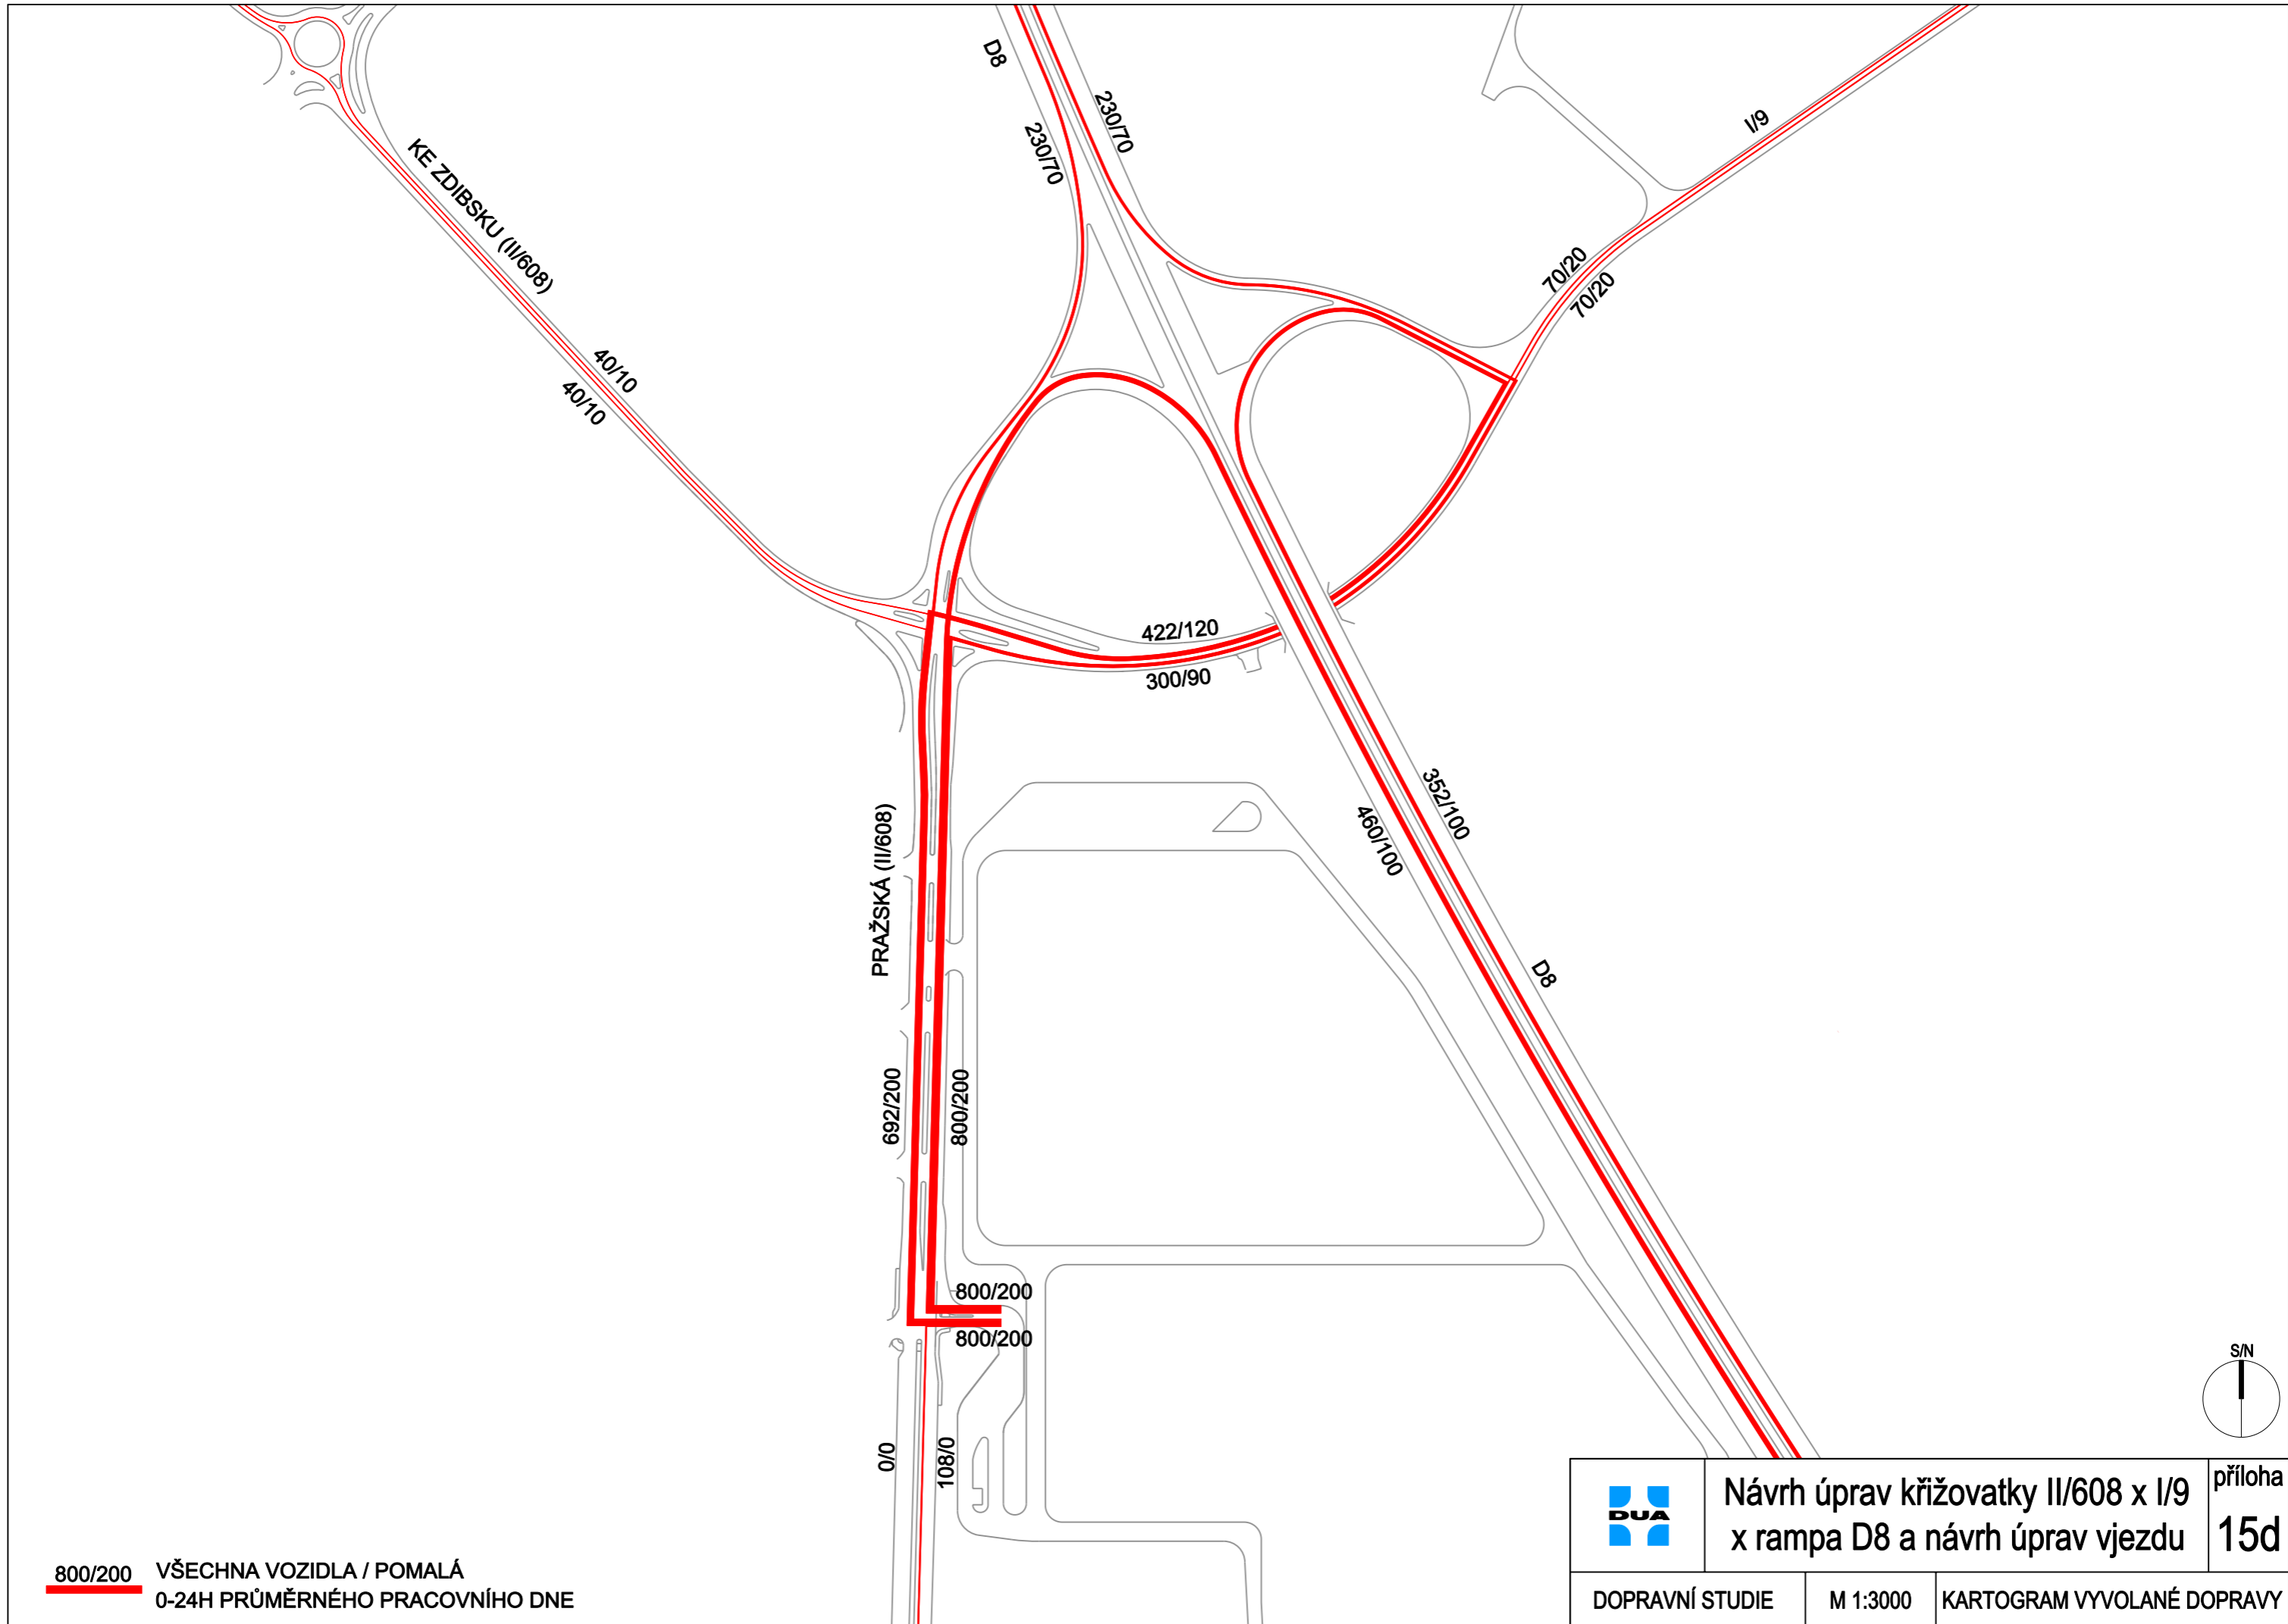 D8
230/70
230/70
I/9
KE ZDIBSKU (II/608)
70/20
70/20
40/10
40/10
422/120
300/90
352/100
460/100
PRAŽSKÁ (II/608)
D8
692/200
800/200
800/200
800/200
0/0
108/0
S/N
DUA
Návrh úprav křižovatky II/608 x I/9
x rampa D8 a návrh úprav vjezdu
příloha
15d
DOPRAVNÍ STUDIE
M 1:3000
KARTOGRAM VYVOLANÉ DOPRAVY
800/200
VŠECHNA VOZIDLA / POMALÁ
0-24H PRŮMĚRNÉHO PRACOVNÍHO DNE